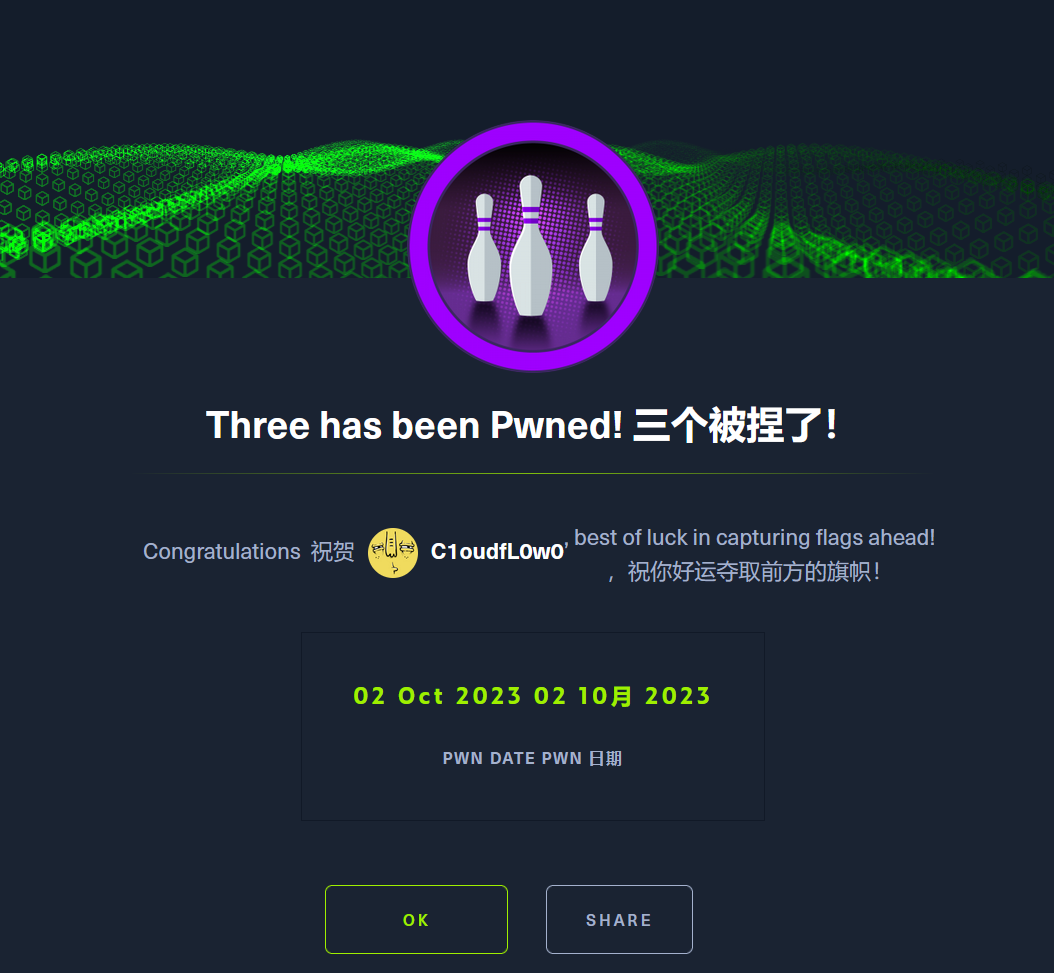 Three has been Pwned! 三个被捏了！
Congratulations 祝贺 C1oudfL0w0, best of luck in capturing flags ahead!
，祝你好运夺取前方的旗帜！
02 Oct 2023 02 10月 2023
PWN DATE PWN 日期
OK
SHARE